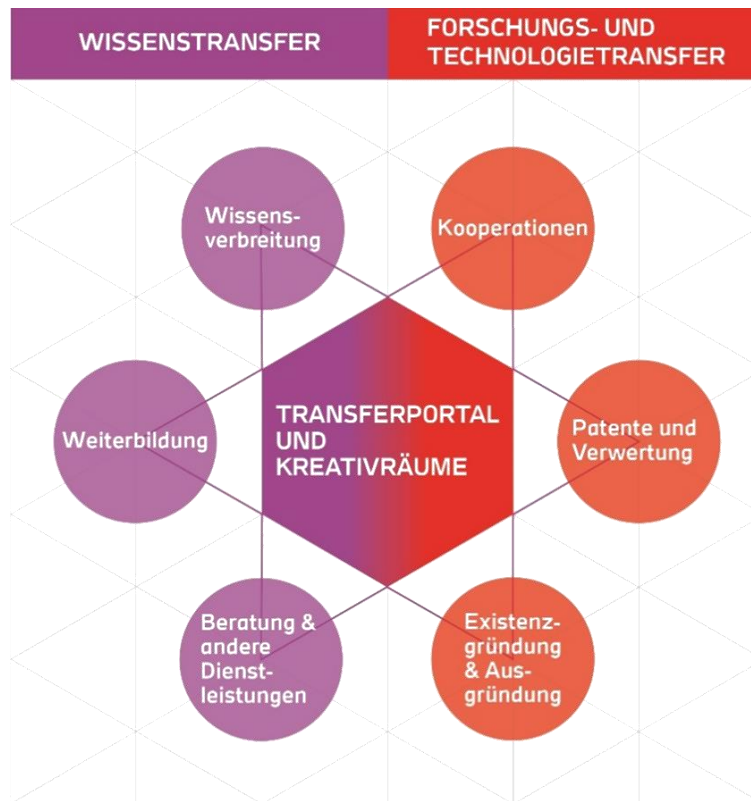 WISSENSTRANSFER
FORSCHUNGS- UND
TECHNOLOGIETRANSFER
Wissens-
verbreitung
Kooperationen
Weiterbildung
TRANSFERPORTAL
UND
KREATIVRÄUME
Patente und
Verwertung
Beratung &
andere
Dienst-
leistungen
Existenz-
gründung
& Aus-
gründung